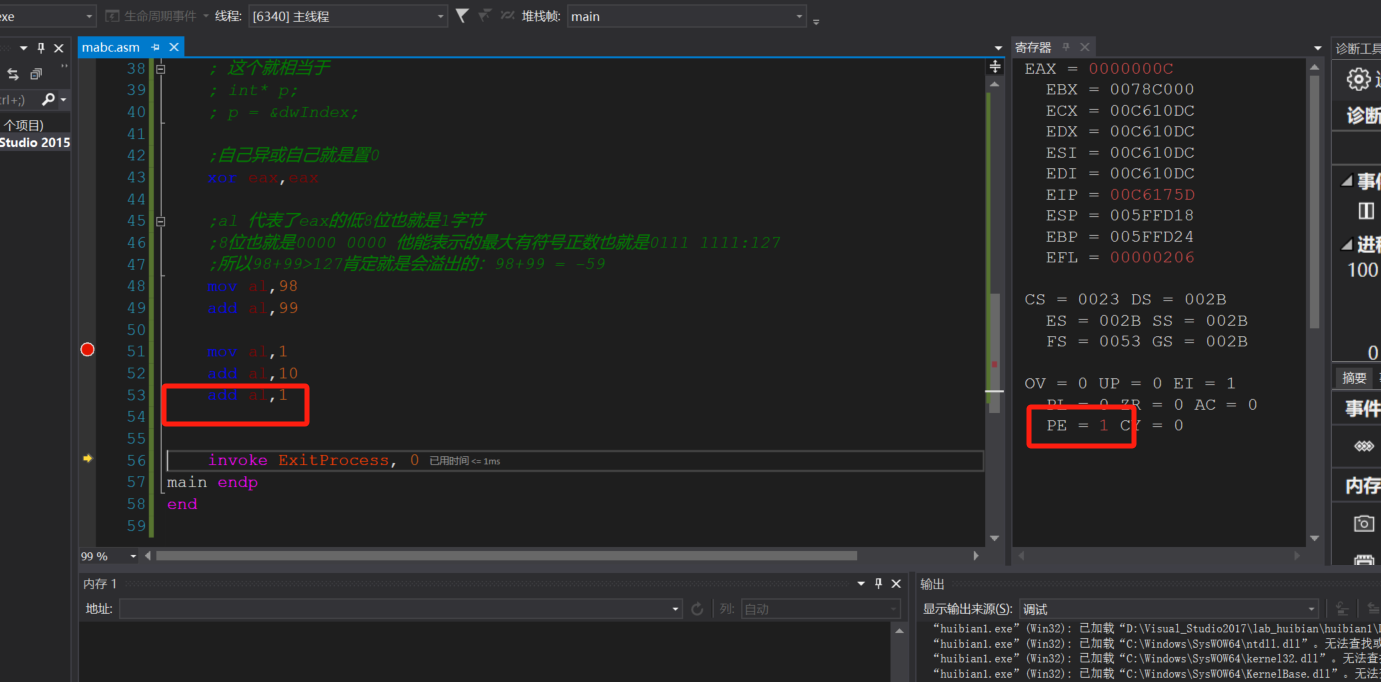 xe
生命周期事件 线程: [6340] 主线程 堆栈帧: main
mabc.asm
38 ; 这个就相当于
39 ; int* p;
40 ; p = &dwIndex;
41
42 ;自己异或自己就是置0
43 xor eax,eax
44
45 ;al 代表了eax的低8位也就是1字节
46 ;8位也就是0000 0000 他能表示的最大有符号正数也就是0111 1111:127
47 ;所以98+99>127肯定就是会溢出的: 98+99 = -59
48 mov al,98
49 add al,99
50
51 mov al,1
52 add al,10
53 add al,1
54
55
56 invoke ExitProcess, 0 已用时间<=1ms
57 main endp
58 end
59
99 %
trl+;)
个项目)
Studio 2015
寄存器
EAX = 0000000C
EBX = 0078C000
ECX = 00C610DC
EDX = 00C610DC
ESI = 00C610DC
EDI = 00C610DC
EIP = 00C6175D
ESP = 005FFD18
EBP = 005FFD24
EFL = 00000206
CS = 0023 DS = 002B
ES = 002B SS = 002B
FS = 0053 GS = 002B
OV = 0 UP = 0 EI = 1
PL = 0 ZR = 0 AC = 0
PE = 1 CY = 0
诊断工具
诊断
事件
进程
100
0
摘要
事件
内存
内存 1
地址:
列: 自动
输出
显示输出来源(S): 调试
“huibian1.exe”(Win32): 已加载“D:\Visual_Studio2017\lab_huibian\huibian1\
“huibian1.exe”(Win32): 已加载“C:\Windows\SysWOW64\ntdll.dll”。无法查找或
“huibian1.exe”(Win32): 已加载“C:\Windows\SysWOW64\kernel32.dll”。无法查
“huibian1.exe”(Win32): 已加载“C:\Windows\SysWOW64\KernelBase.dll”。无法